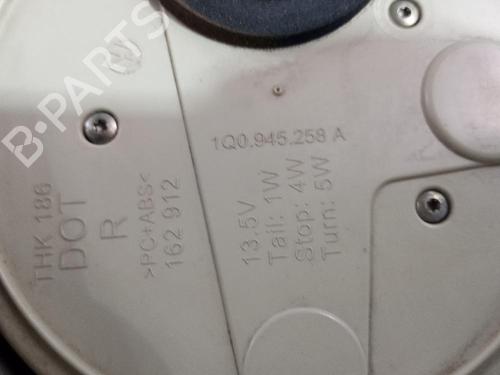 1Q0.945.258 A
13.5V
Tail: 1W
Stop: 4W
Turn: 5W
THK 186
DOT
R
>PC+ABS<
162 912
B-PARTS